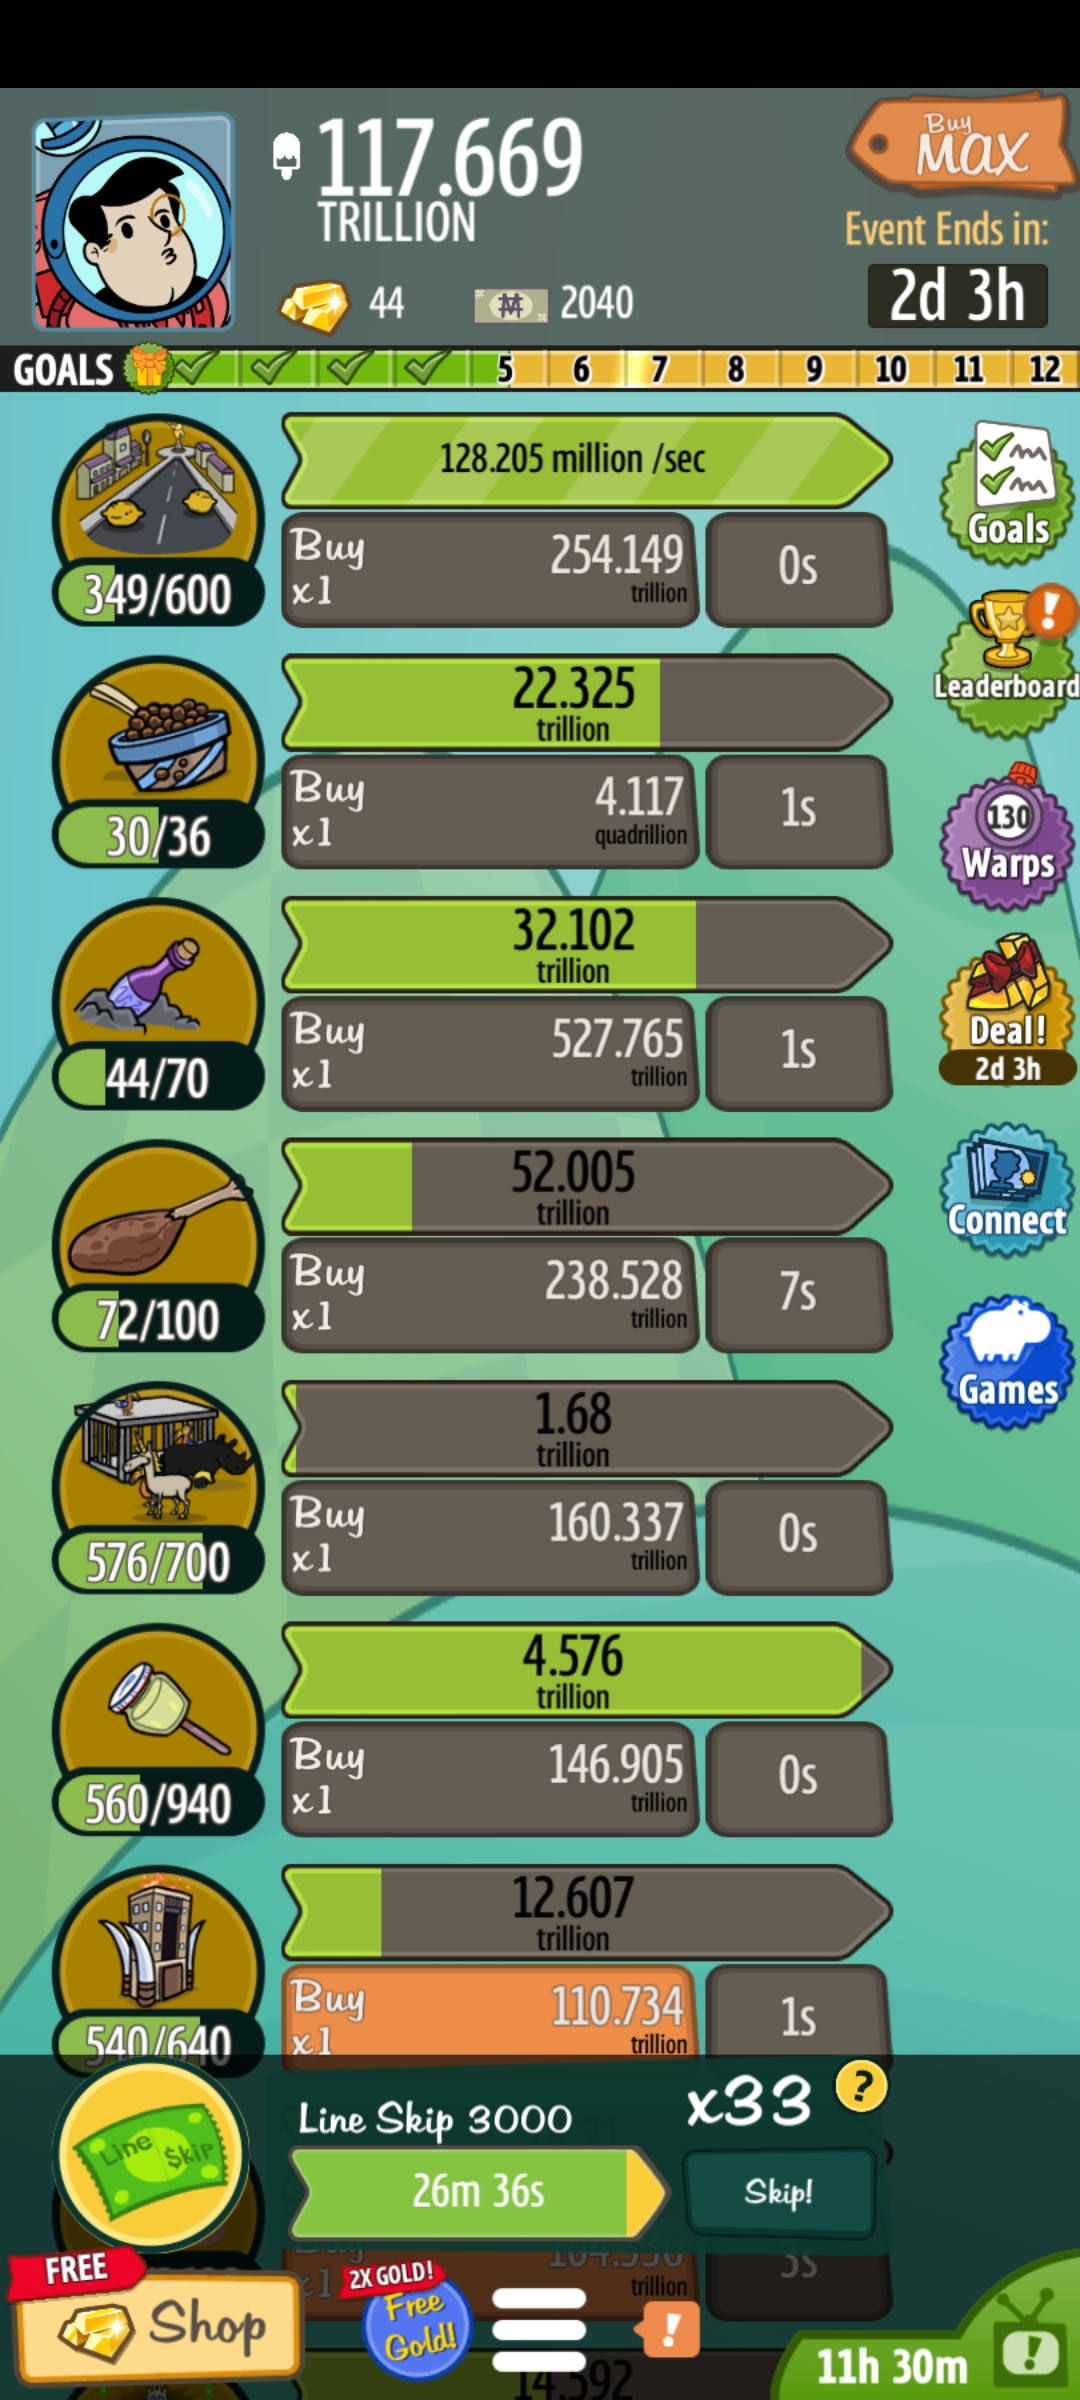 117.669
TRILLION
Buy
MAX
Event Ends in:
2d 3h
44
2040
GOALS 5 6 7 8 9 10 11 12
128.205 million /sec
Buy
x1
254.149
trillion
0s
349/600
Goals
22.325
trillion
Buy
x1
4.117
quadrillion
1s
30/36
Leaderboard
130
Warps
32.102
trillion
Buy
x1
527.765
trillion
1s
44/70
Deal!
2d 3h
52.005
trillion
Buy
x1
238.528
trillion
7s
72/100
Connect
Games
1.68
trillion
Buy
x1
160.337
trillion
0s
576/700
4.576
trillion
Buy
x1
146.905
trillion
0s
560/940
12.607
trillion
Buy
x1
110.734
trillion
1s
540/640
Line Skip
Line Skip 3000
x33
?
26m 36s
Skip!
Buy
x1
trillion
3s
FREE
Shop
2X GOLD!
Free
Gold!
!
14.592
11h 30m